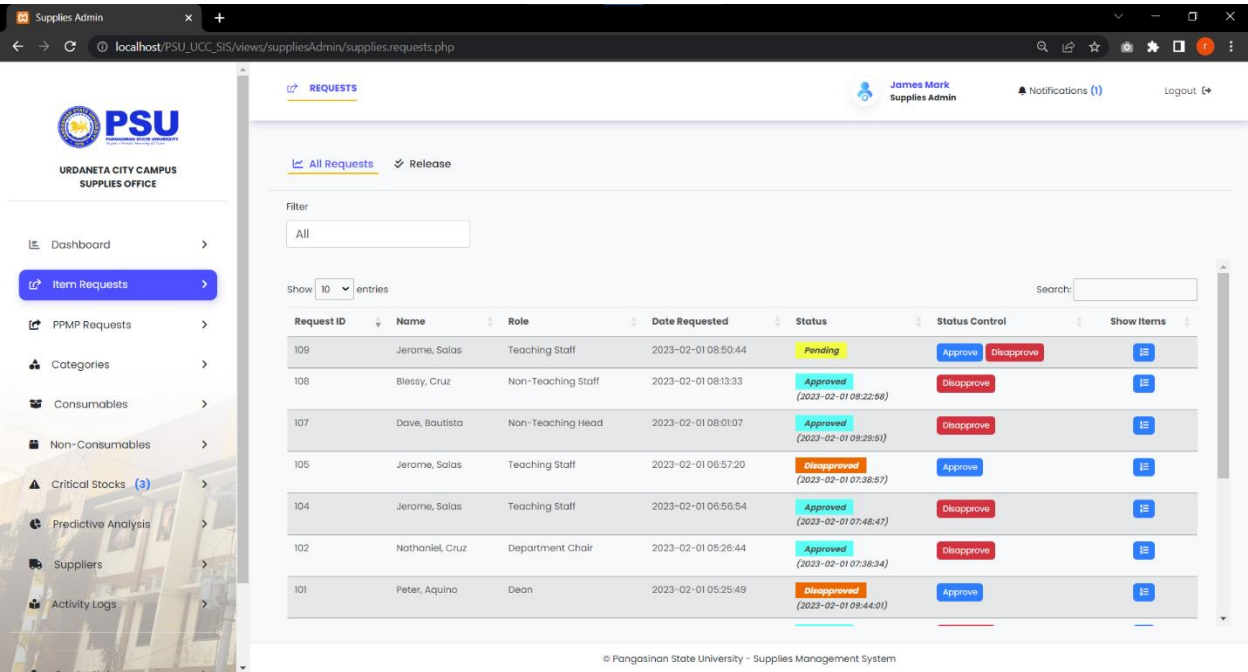 Supplies Admin
localhost/PSU_UCC_SIS/views/suppliesAdmin/supplies.requests.php
PSU
PANGASINAN STATE UNIVERSITY
URDANETA CITY CAMPUS
SUPPLIES OFFICE
Dashboard
Item Requests
PPMP Requests
Categories
Consumables
Non-Consumables
Critical Stocks (3)
Predictive Analysis
Suppliers
Activity Logs
REQUESTS
James Mark
Supplies Admin
Notifications (1)
Logout
All Requests Release
Filter
All
Show 10 entries Search:
Request ID Name Role Date Requested Status Status Control Show Items
109 Jerome, Salas Teaching Staff 2023-02-01 08:50:44 Pending Approve Disapprove
108 Blessy, Cruz Non-Teaching Staff 2023-02-01 08:13:33 Approved Disapprove
(2023-02-01 08:22:58)
107 Dave, Bautista Non-Teaching Head 2023-02-01 08:01:07 Approved Disapprove
(2023-02-01 09:29:51)
105 Jerome, Salas Teaching Staff 2023-02-01 06:57:20 Disapproved Approve
(2023-02-01 07:38:57)
104 Jerome, Salas Teaching Staff 2023-02-01 06:56:54 Approved Disapprove
(2023-02-01 07:48:47)
102 Nathaniel, Cruz Department Chair 2023-02-01 05:26:44 Approved Disapprove
(2023-02-01 07:38:34)
101 Peter, Aquino Dean 2023-02-01 05:25:49 Disapproved Approve
(2023-02-01 09:44:01)
© Pangasinan State University - Supplies Management System